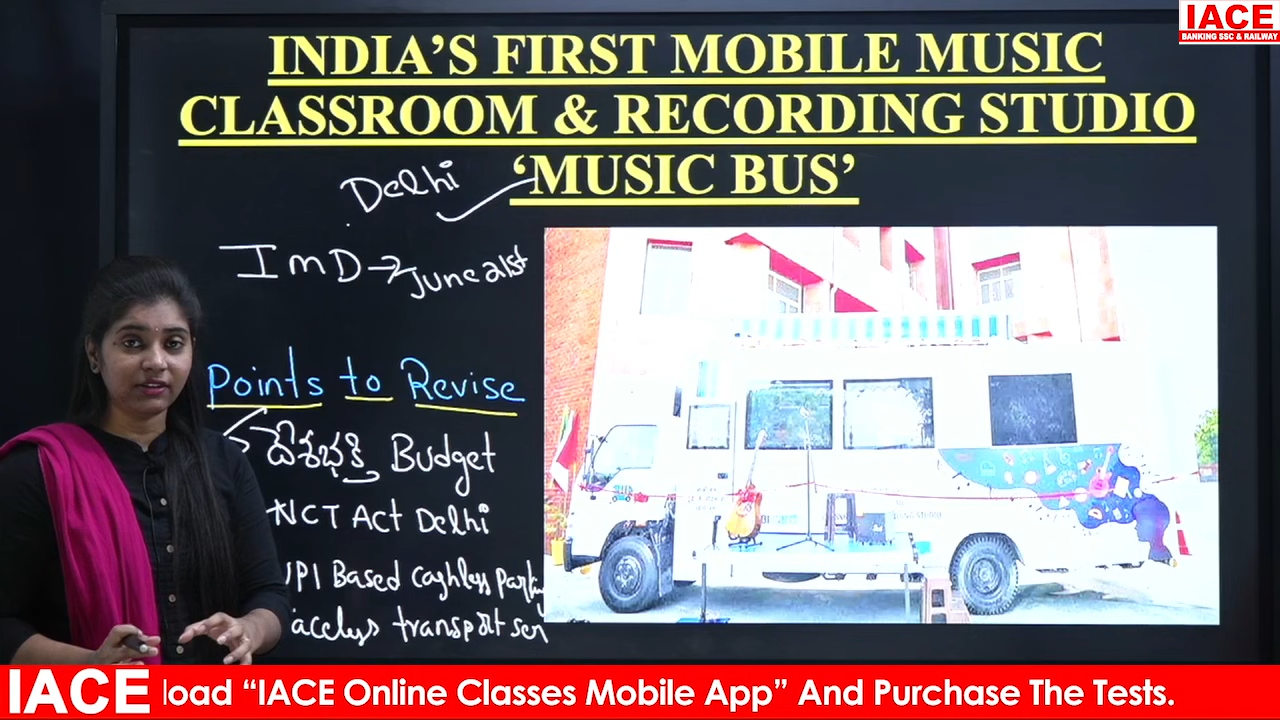 IACE
BANKING SSC & RAILWAY
INDIA'S FIRST MOBILE MUSIC
CLASSROOM & RECORDING STUDIO
‘MUSIC BUS’
Delhi
ImD → June 21st
Points to Revise
దేశభక్తి Budget
NCT Act Delhi
UPI Based cashless parking
transport
IACE load “IACE Online Classes Mobile App” And Purchase The Tests.